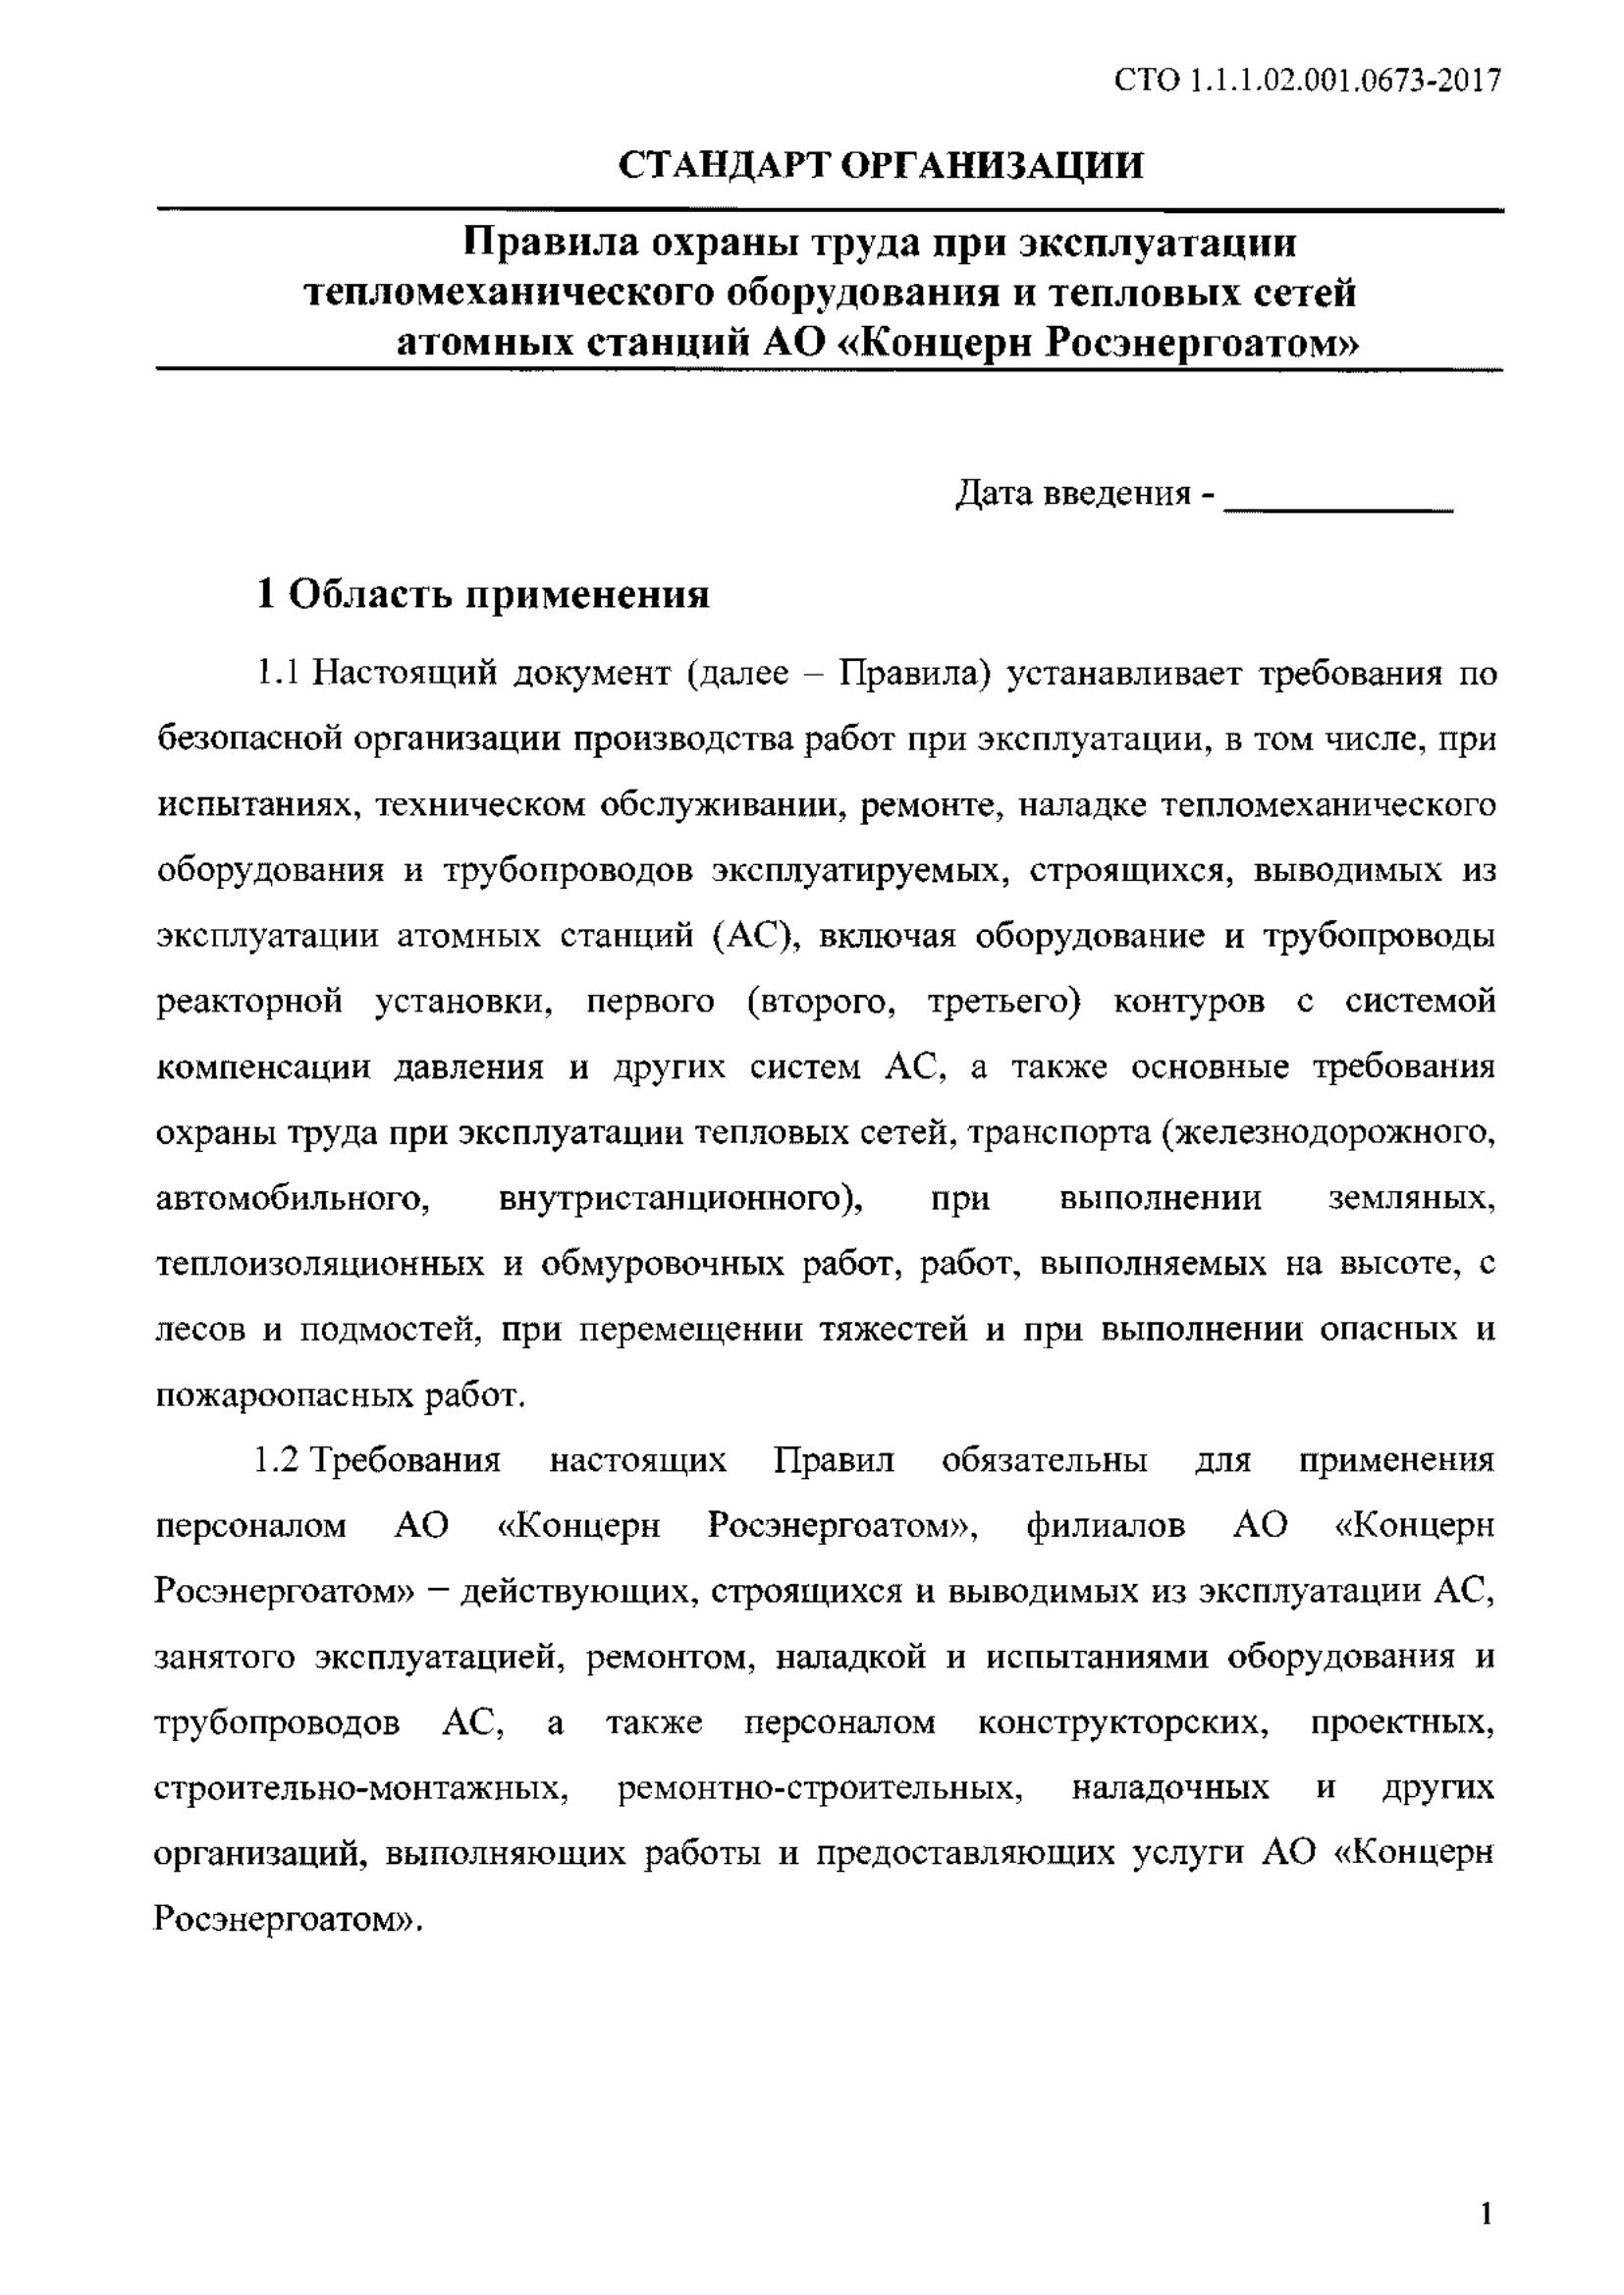 СТО 1.1.1.02.001.0673-2017
СТАНДАРТ ОРГАНИЗАЦИИ
Правила охраны труда при эксплуатации
тепломеханического оборудования и тепловых сетей
атомных станций АО «Концерн Росэнергоатом»
Дата введения - ____________
1 Область применения
1.1 Настоящий документ (далее – Правила) устанавливает требования по
безопасной организации производства работ при эксплуатации, в том числе, при
испытаниях, техническом обслуживании, ремонте, наладке тепломеханического
оборудования и трубопроводов эксплуатируемых, строящихся, выводимых из
эксплуатации атомных станций (АС), включая оборудование и трубопроводы
реакторной установки, первого (второго, третьего) контуров с системой
компенсации давления и других систем АС, а также основные требования
охраны труда при эксплуатации тепловых сетей, транспорта (железнодорожного,
автомобильного, внутристанционного), при выполнении земляных,
теплоизоляционных и обмуровочных работ, работ, выполняемых на высоте, с
лесов и подмостей, при перемещении тяжестей и при выполнении опасных и
пожароопасных работ.
1.2 Требования настоящих Правил обязательны для применения
персоналом АО «Концерн Росэнергоатом», филиалов АО «Концерн
Росэнергоатом» – действующих, строящихся и выводимых из эксплуатации АС,
занятого эксплуатацией, ремонтом, наладкой и испытаниями оборудования и
трубопроводов АС, а также персоналом конструкторских, проектных,
строительно-монтажных, ремонтно-строительных, наладочных и других
организаций, выполняющих работы и предоставляющих услуги АО «Концерн
Росэнергоатом».
1